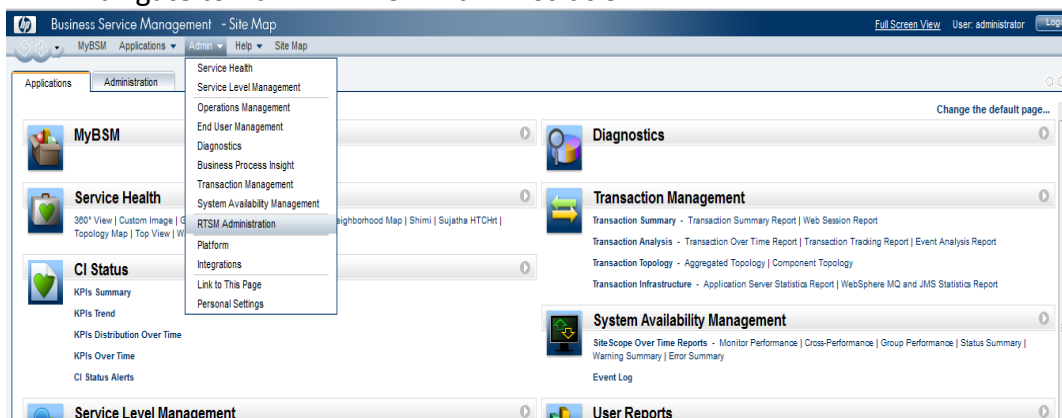 Business Service Management - Site Map
Full Screen View User: administrator
MyBSM Applications Admin Help Site Map
Applications Administration
Change the default page...
Service Health
Service Level Management
Operations Management
End User Management
Diagnostics
Business Process Insight
Transaction Management
System Availability Management
RTSM Administration
Platform
Integrations
Link to This Page
Personal Settings
MyBSM
Service Health
360° View | Custom Image | eighborhood Map | Shimi | Sujatha HTCHrt |
Topology Map | Top View |
CI Status
KPIs Summary
KPIs Trend
KPIs Distribution Over Time
KPIs Over Time
CI Status Alerts
Service Level Management
Diagnostics
Transaction Management
Transaction Summary - Transaction Summary Report | Web Session Report
Transaction Analysis - Transaction Over Time Report | Transaction Tracking Report | Event Analysis Report
Transaction Topology - Aggregated Topology | Component Topology
Transaction Infrastructure - Application Server Statistics Report | WebSphere MQ and JMS Statistics Report
System Availability Management
SiteScope Over Time Reports - Monitor Performance | Cross-Performance | Group Performance | Status Summary |
Warning Summary | Error Summary
Event Log
User Reports